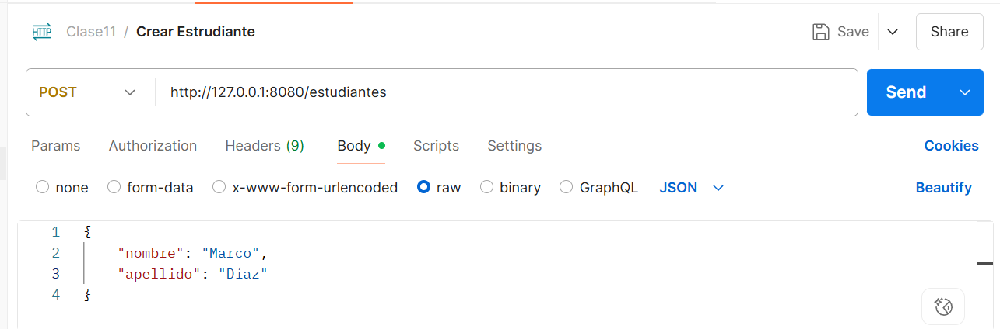 HTTP Clase11 / Crear Estrudiante Save Share
POST http://127.0.0.1:8080/estudiantes Send
Params Authorization Headers (9) Body Scripts Settings Cookies
none form-data x-www-form-urlencoded raw binary GraphQL JSON Beautify
1 {
2 "nombre": "Marco",
3 "apellido": "Díaz"
4 }